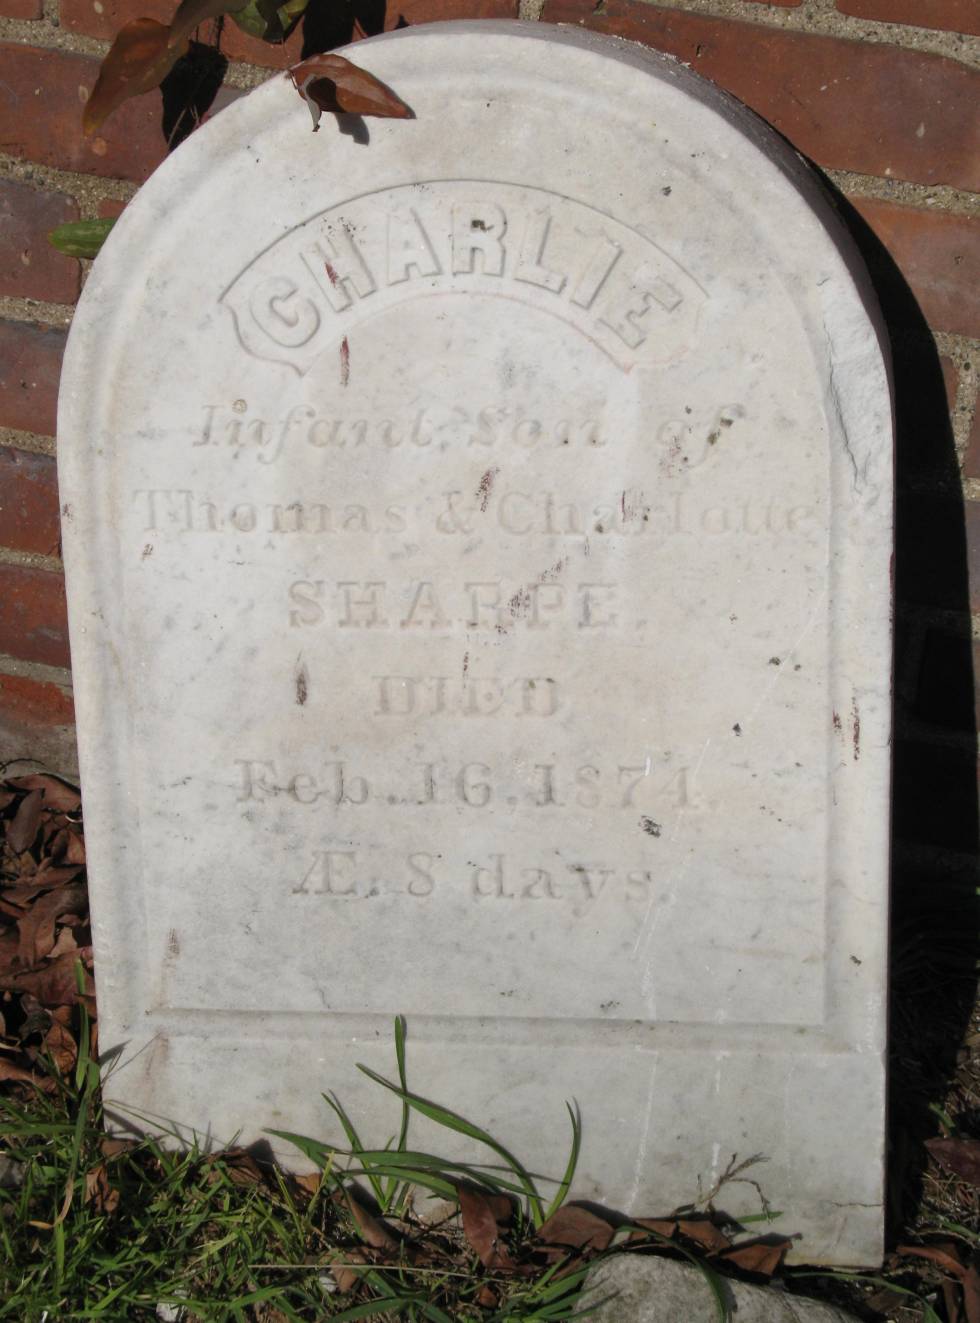 CHARLIE
Infant Son of
Thomas & Charlotte
SHARPE.
DIED
Feb. 16. 1874.
Æ. 8 days.